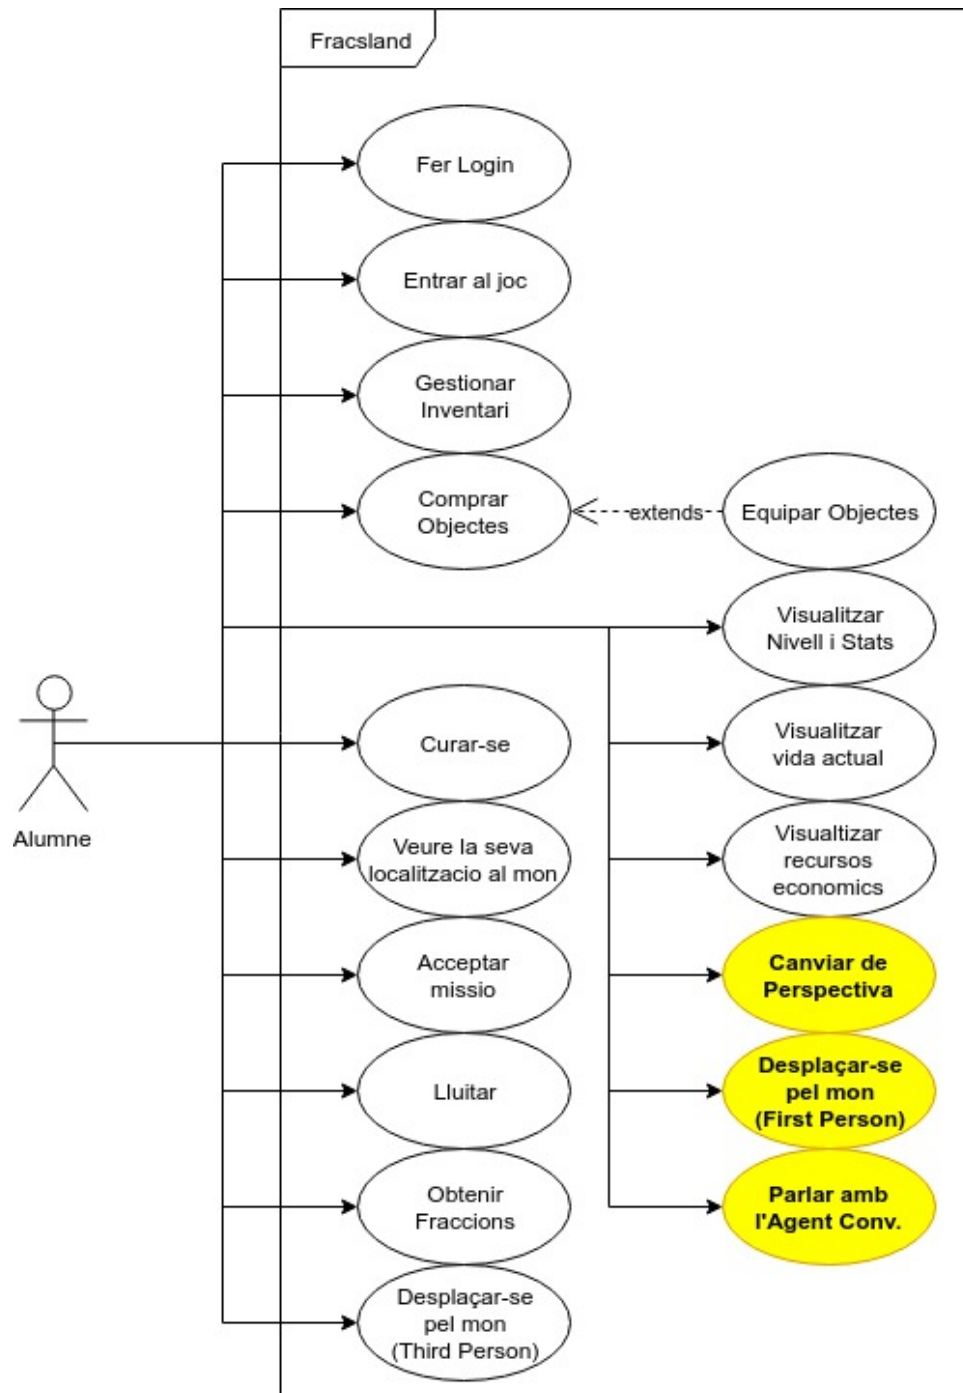 Fracsland
Fer Login
Entrar al joc
Gestionar
Inventari
Comprar
Objectes
extends
Equipar Objectes
Visualitzar
Nivell i Stats
Alumne
Curar-se
Visualitzar
vida actual
Veure la seva
localitzacio al mon
Visualtizar
recursos
economics
Acceptar
missio
Canviar de
Perspectiva
Lluitar
Desplaçar-se
pel mon
(First Person)
Obtenir
Fraccions
Parlar amb
l'Agent Conv.
Desplaçar-se
pel mon
(Third Person)